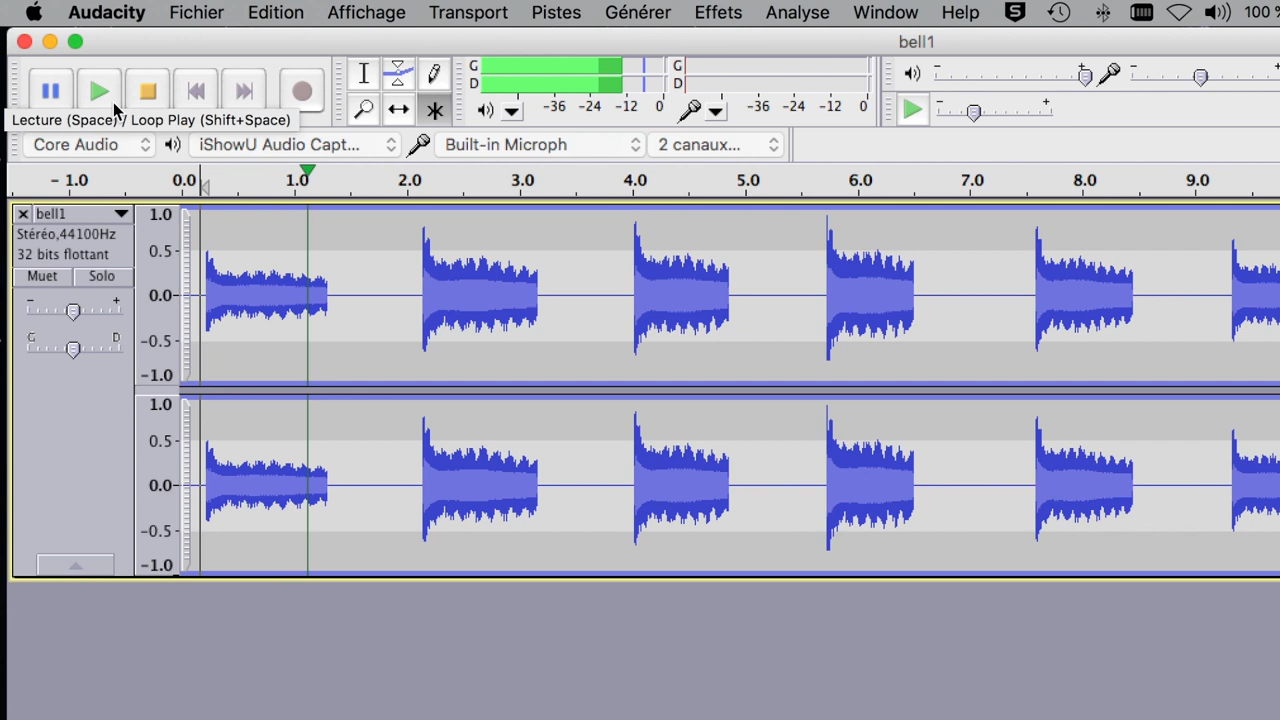 Audacity Fichier Edition Affichage Transport Pistes Générer Effets Analyse Window Help S 100 %
bell1
G
D
-36 -24 -12 0
G
D
-36 -24 -12 0
- +
Lecture (Space) / Loop Play (Shift+Space)
Core Audio iShowU Audio Capt... Built-in Microph 2 canaux...
- 1.0 0.0 1.0 2.0 3.0 4.0 5.0 6.0 7.0 8.0 9.0
bell1
Stéréo,44100Hz
32 bits flottant
Muet Solo
- +
G D
1.0
0.5
0.0
-0.5
-1.0
1.0
0.5
0.0
-0.5
-1.0